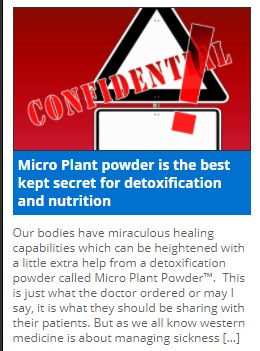 CONFIDENTIAL
Micro Plant powder is the best
kept secret for detoxification
and nutrition
Our bodies have miraculous healing
capabilities which can be heightened with
a little extra help from a detoxification
powder called Micro Plant Powder™.  This
is just what the doctor ordered or may I
say, it is what they should be sharing with
their patients. But as we all know western
medicine is about managing sickness [...]